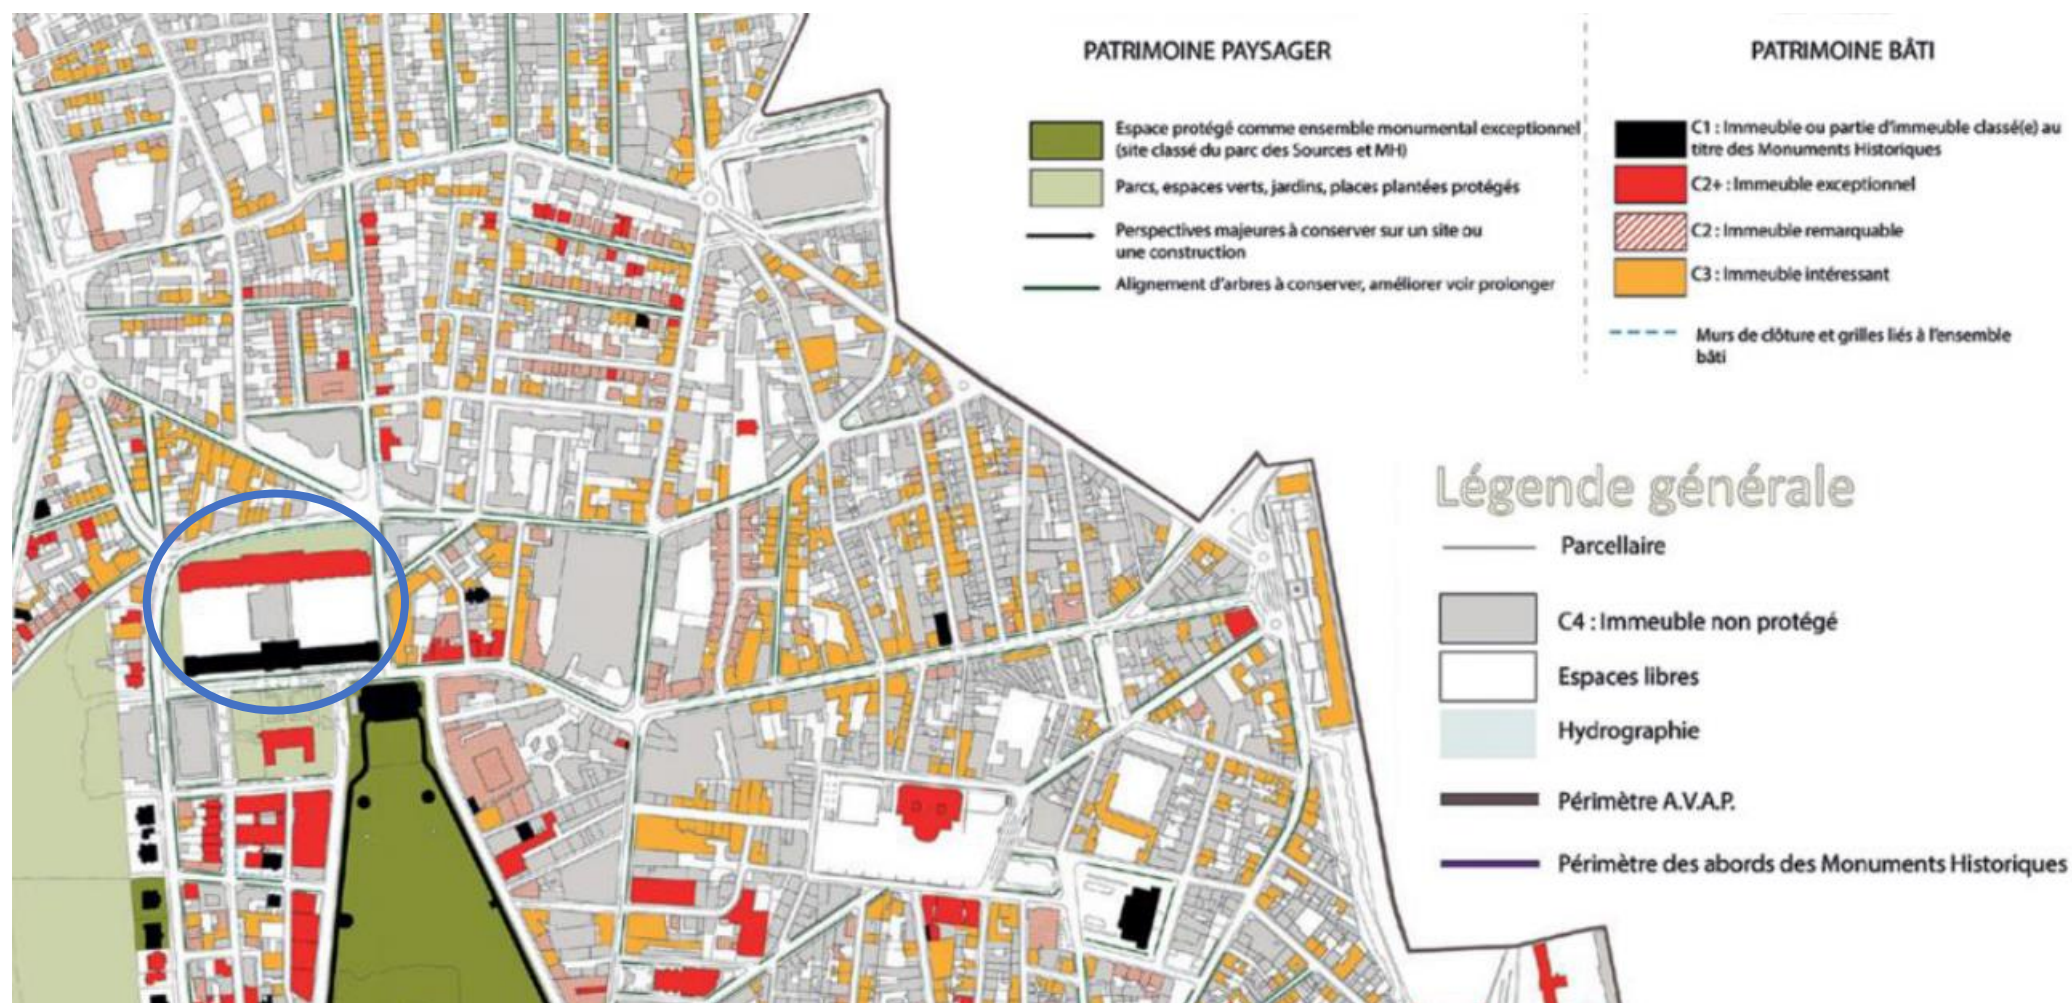 PATRIMOINE PAYSAGER
Espace protégé comme ensemble monumental exceptionnel
(site classé du parc des Sources et MH)
Parcs, espaces verts, jardins, places plantées protégés
Perspectives majeures à conserver sur un site ou
une construction
Alignement d'arbres à conserver, améliorer voir prolonger
PATRIMOINE BÂTI
C1 : Immeuble ou partie d'immeuble classé(e) au
titre des Monuments Historiques
C2+ : Immeuble exceptionnel
C2 : Immeuble remarquable
C3 : Immeuble intéressant
Murs de clôture et grilles liés à l'ensemble
bâti
Légende générale
Parcellaire
C4 : Immeuble non protégé
Espaces libres
Hydrographie
Périmètre A.V.A.P.
Périmètre des abords des Monuments Historiques